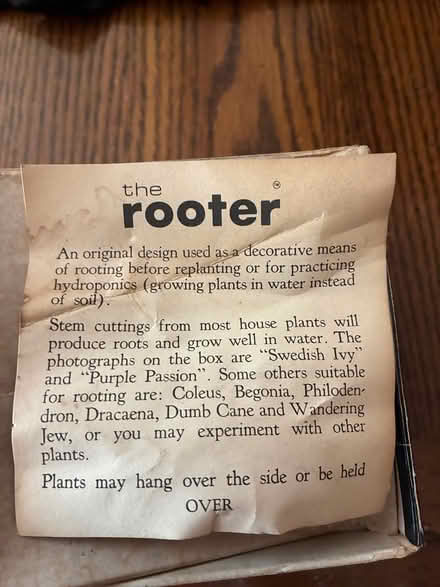 the
rooter™
An original design used as a decorative means
of rooting before replanting or for practicing
hydroponics (growing plants in water instead
of soil).
Stem cuttings from most house plants will
produce roots and grow well in water. The
photographs on the box are "Swedish Ivy"
and "Purple Passion". Some others suitable
for rooting are: Coleus, Begonia, Philoden-
dron, Dracaena, Dumb Cane and Wandering
Jew, or you may experiment with other
plants.
Plants may hang over the side or be held
OVER